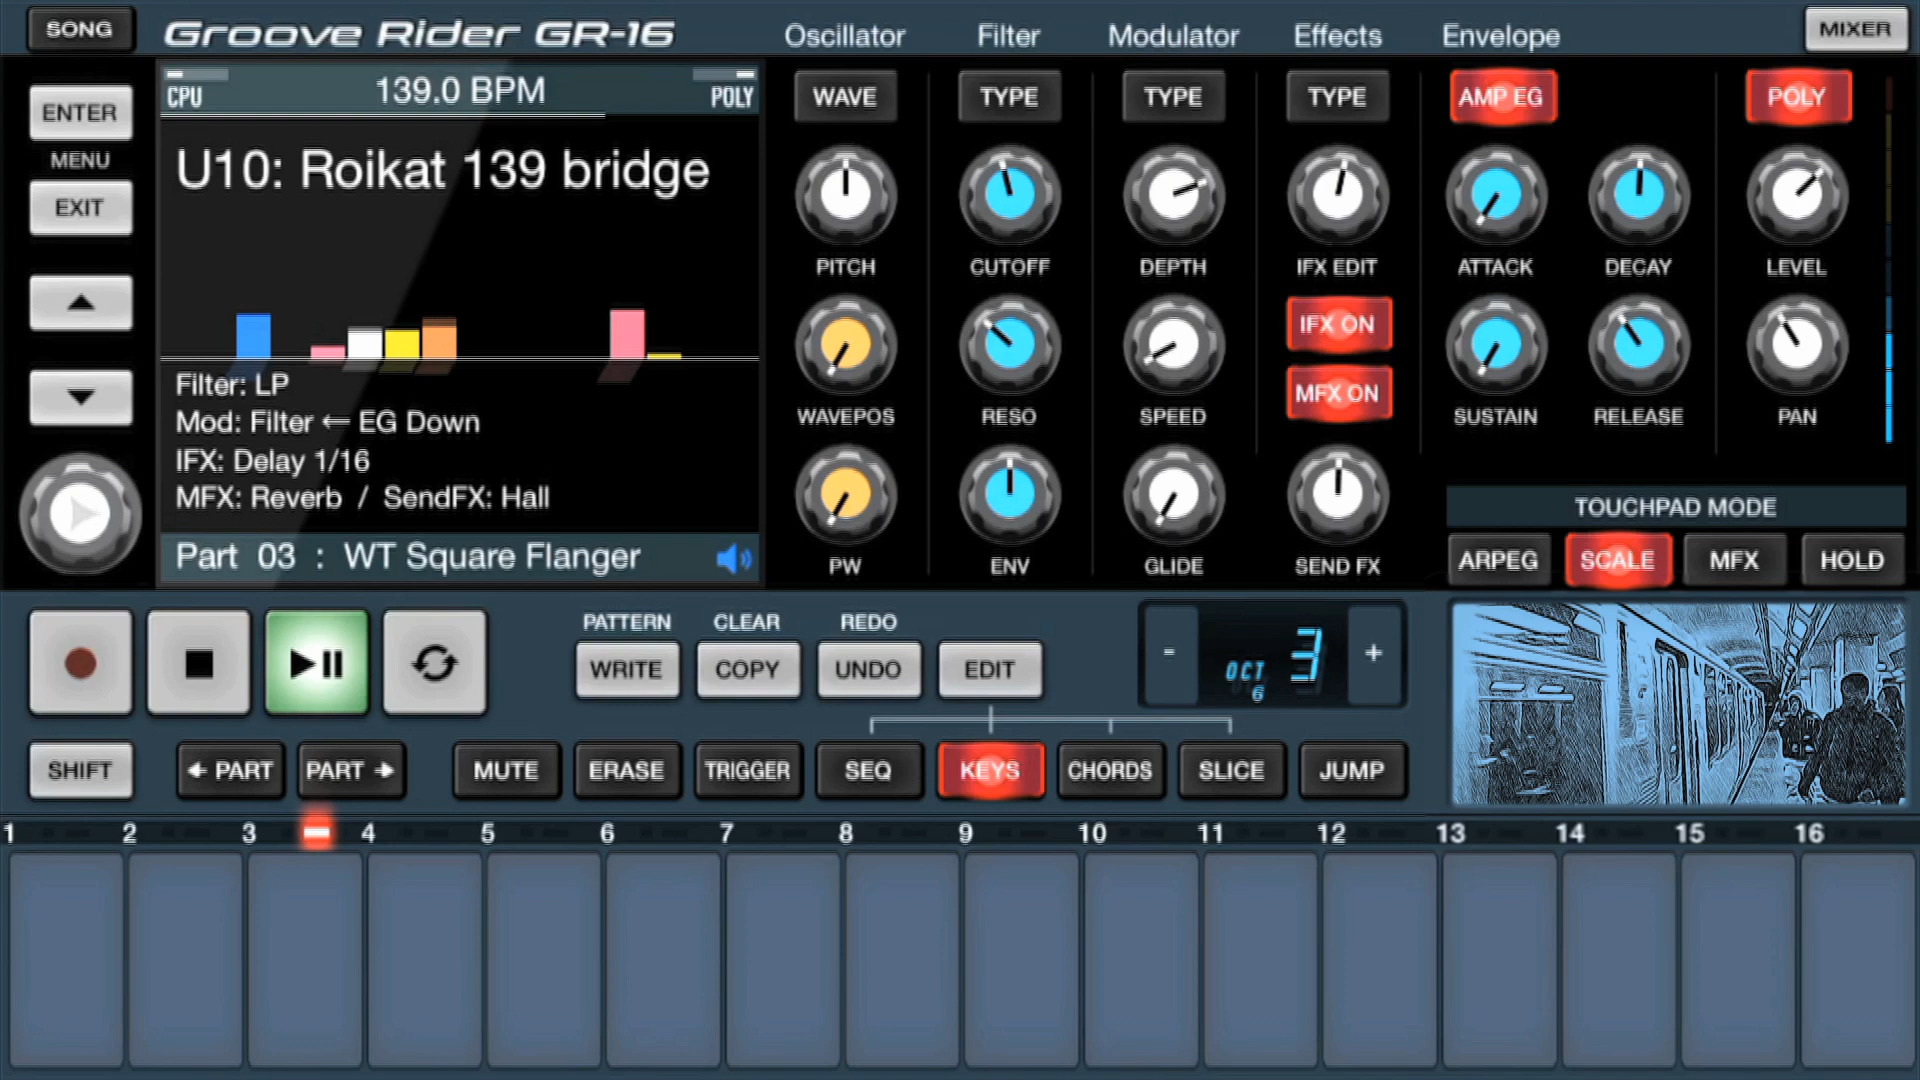 SONG
Groove Rider GR-16
Oscillator Filter Modulator Effects Envelope
MIXER
ENTER
MENU
EXIT
CPU 139.0 BPM POLY
U10: Roikat 139 bridge
Filter: LP
Mod: Filter ⇐ EG Down
IFX: Delay 1/16
MFX: Reverb / SendFX: Hall
Part 03 : WT Square Flanger
WAVE TYPE TYPE TYPE AMP EG POLY
PITCH CUTOFF DEPTH IFX EDIT ATTACK DECAY LEVEL
IFX ON
MFX ON
WAVEPOS RESO SPEED SUSTAIN RELEASE PAN
PW ENV GLIDE SEND FX
TOUCHPAD MODE
ARPEG SCALE MFX HOLD
PATTERN CLEAR REDO
WRITE COPY UNDO EDIT
- OCT 6 3 +
SHIFT
← PART PART →
MUTE ERASE TRIGGER SEQ KEYS CHORDS SLICE JUMP
1 2 3 4 5 6 7 8 9 10 11 12 13 14 15 16